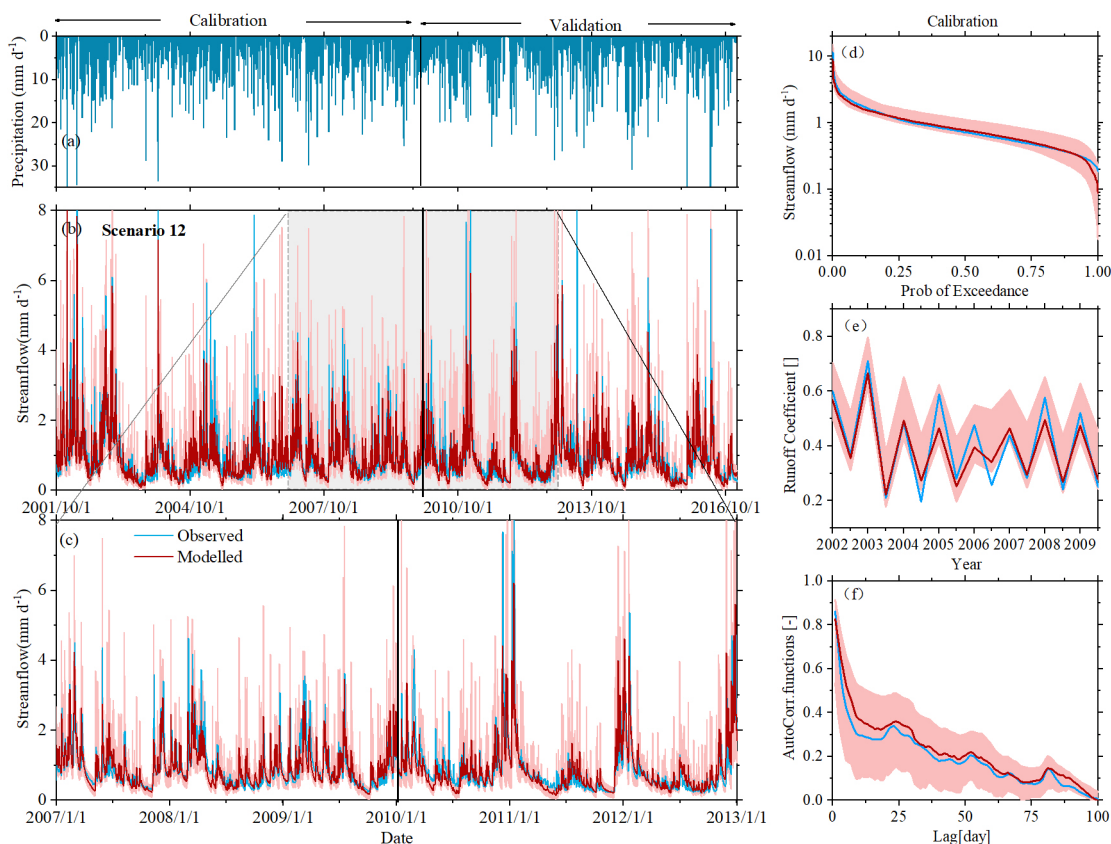 Calibration
Validation
Precipitation (mm d-1)
0
10
20
30
(a)
Streamflow(mm d-1)
8
6
4
2
0
(b)
Scenario 12
2001/10/1
2004/10/1
2007/10/1
2010/10/1
2013/10/1
2016/10/1
Streamflow(mm d-1)
8
6
4
2
0
(c)
Observed
Modelled
2007/1/1
2008/1/1
2009/1/1
2010/1/1
2011/1/1
2012/1/1
2013/1/1
Date
Calibration
Streamflow (mm d-1)
10
1
0.1
0.01
(d)
0.00
0.25
0.50
0.75
1.00
Prob of Exceedance
Runoff Coefficient []
0.8
0.6
0.4
0.2
(e)
2002
2003
2004
2005
2006
2007
2008
2009
Year
AutoCorr.functions [-]
1.0
0.8
0.6
0.4
0.2
0.0
(f)
0
25
50
75
100
Lag[day]